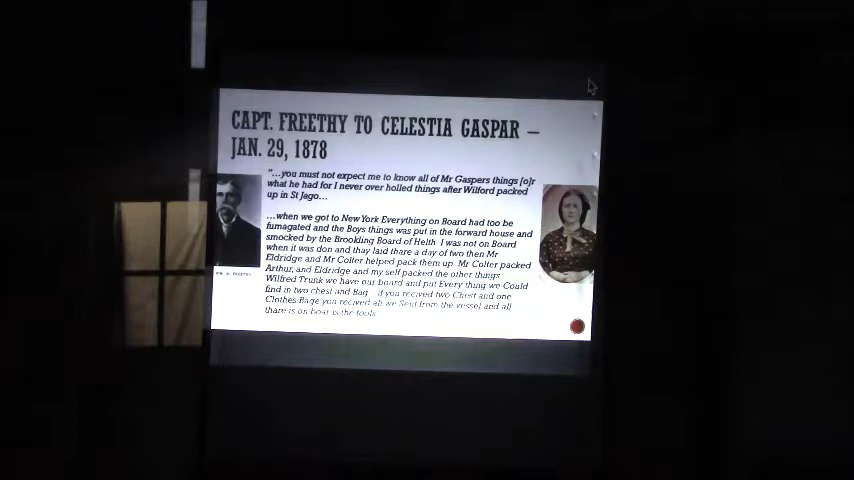 CAPT. FREETHY TO CELESTIA GASPAR –
JAN. 29, 1878
"...you must not expect me to know all of Mr Gaspers things [o]r
what he had for I never over holled things after Wilford packed
up in St Jago...
...when we got to New York Everything on Board had too be
fumagated and the Boys things was put in the forward house and
smocked by the Brookling Board of Helth I was not on Board
when it was don and thay laid thare a day of two then Mr
Eldridge and Mr Colter helped pack them up Mr Colter packed
Arthur, and Eldridge and my self packed the other things
Wilfred Trunk we have our board and put Every thing we Could
find in two chest and Bag if you recived two Chest and one
Clothes Bage you recived all we Sent from the vessel and all
thare is on boar is the tools
FREETHY